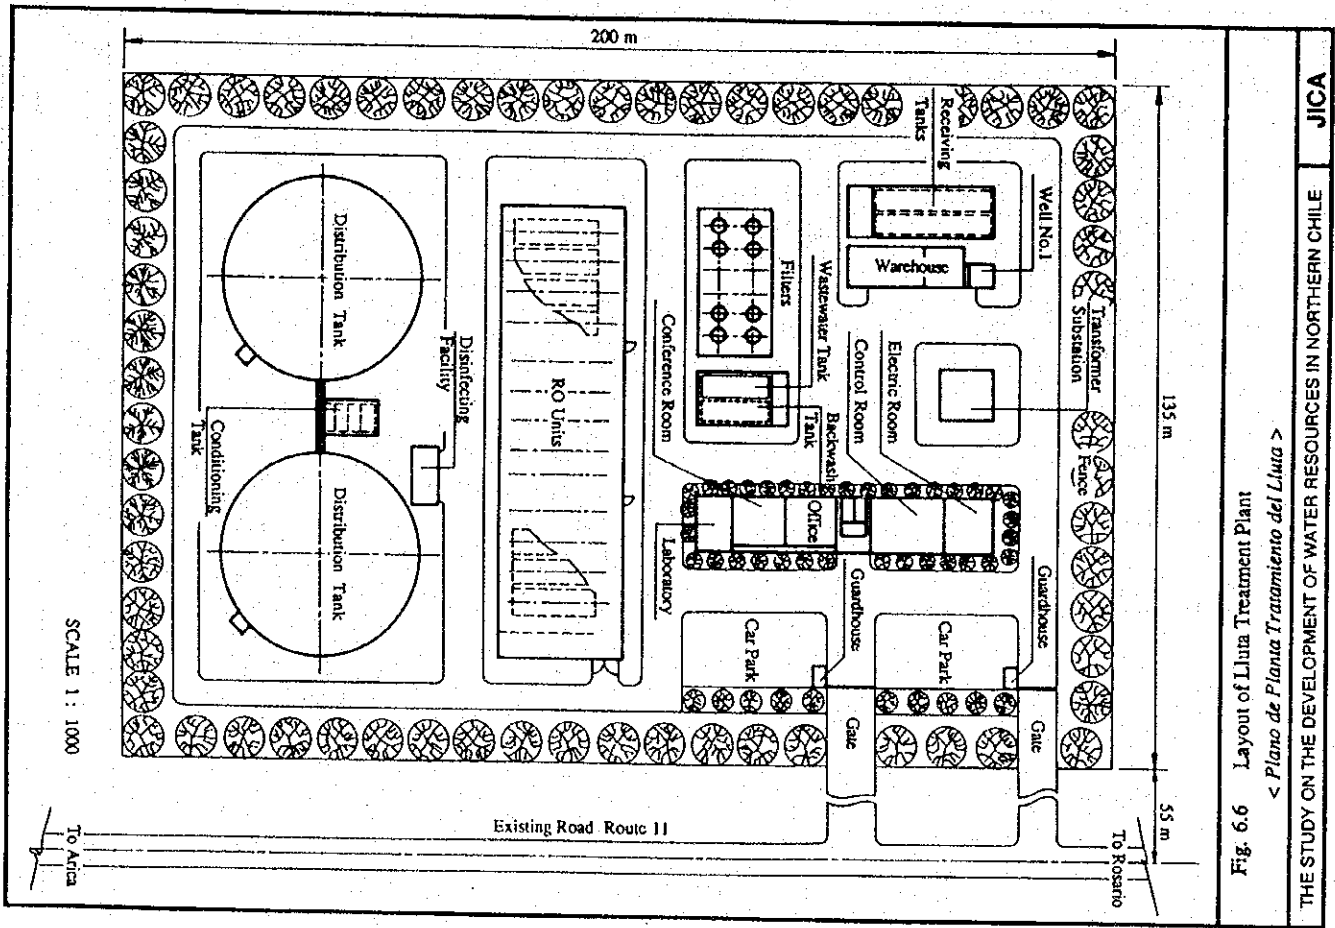 JICA
THE STUDY ON THE DEVELOPMENT OF WATER RESOURCES IN NORTHERN CHILE
Fig. 6.6 Layout of Lluta Treatment Plant
< Plano de Planta Tratamiento del Lluta >
200 m
135 m
55 m
Receiving
Tanks
Well No.1
Warehouse
Transformer
Substation
Fence
Filters
Wastewater Tank
Backwash
Tank
Electric Room
Control Room
Conference Room
Office
Laboratory
Guardhouse
Guardhouse
Car Park
Car Park
Gate
Gate
RO Units
Distribution Tank
Distribution Tank
Disinfecting
Facility
Conditioning
Tank
Existing Road Route 11
To Rosario
To Arica
SCALE 1 : 1000